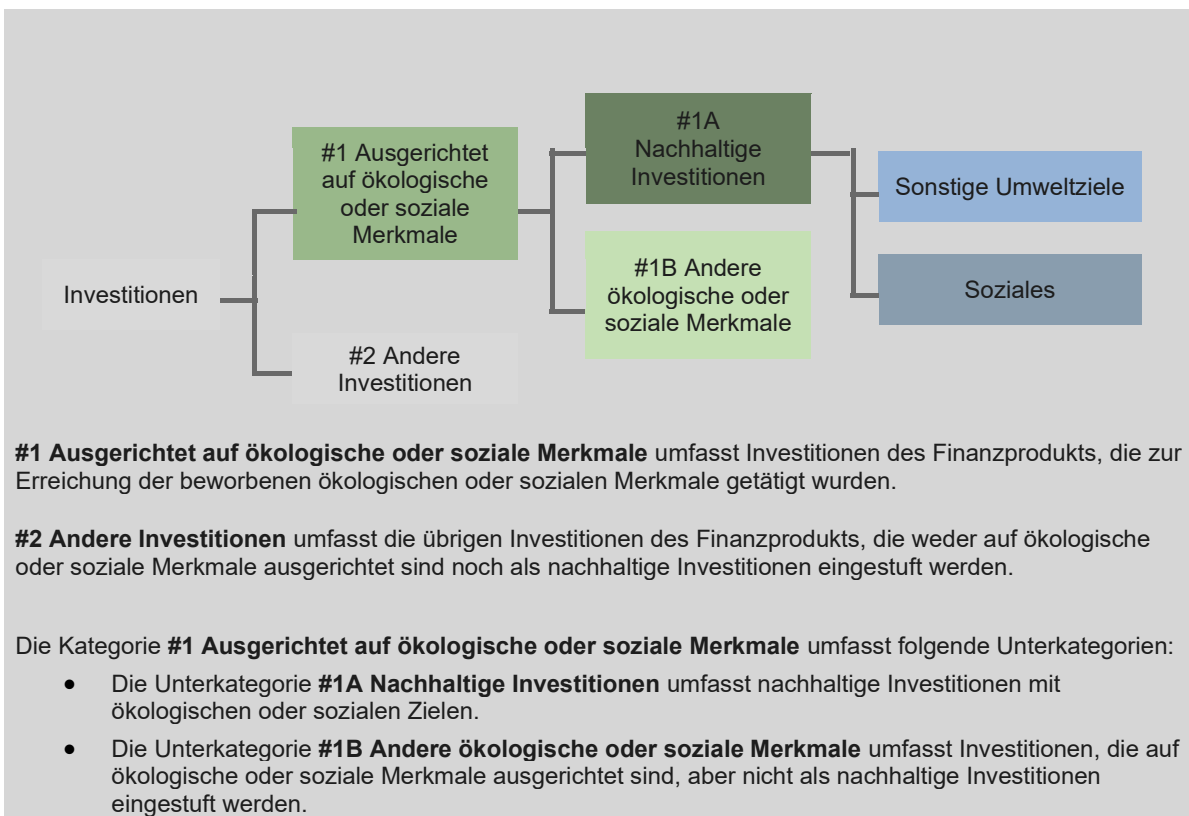 #1 Ausgerichtet
auf ökologische
oder soziale
Merkmale
#1A
Nachhaltige
Investitionen
Sonstige Umweltziele
Investitionen
#1B Andere
ökologische oder
soziale Merkmale
Soziales
#2 Andere
Investitionen
#1 Ausgerichtet auf ökologische oder soziale Merkmale umfasst Investitionen des Finanzprodukts, die zur
Erreichung der beworbenen ökologischen oder sozialen Merkmale getätigt wurden.
#2 Andere Investitionen umfasst die übrigen Investitionen des Finanzprodukts, die weder auf ökologische
oder soziale Merkmale ausgerichtet sind noch als nachhaltige Investitionen eingestuft werden.
Die Kategorie #1 Ausgerichtet auf ökologische oder soziale Merkmale umfasst folgende Unterkategorien:
• Die Unterkategorie #1A Nachhaltige Investitionen umfasst nachhaltige Investitionen mit
ökologischen oder sozialen Zielen.
• Die Unterkategorie #1B Andere ökologische oder soziale Merkmale umfasst Investitionen, die auf
ökologische oder soziale Merkmale ausgerichtet sind, aber nicht als nachhaltige Investitionen
eingestuft werden.